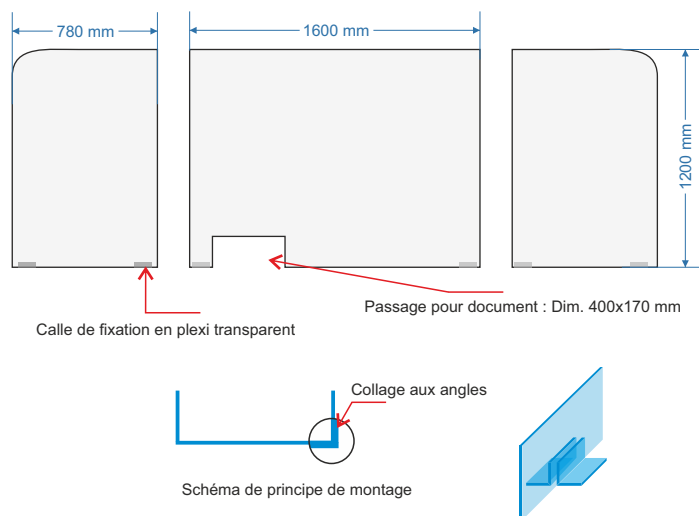 780 mm
1600 mm
1200 mm
Passage pour document : Dim. 400x170 mm
Calle de fixation en plexi transparent
Collage aux angles
Schéma de principe de montage